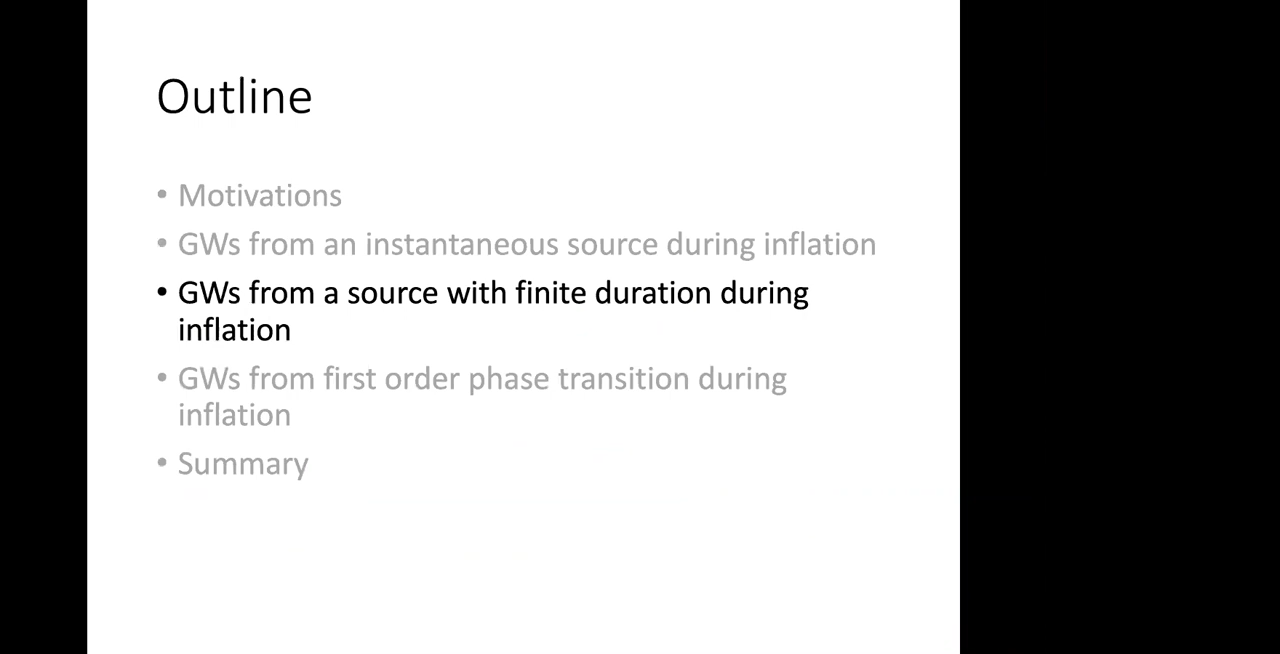 Outline
• Motivations
• GWs from an instantaneous source during inflation
• GWs from a source with finite duration during
inflation
• GWs from first order phase transition during
inflation
• Summary